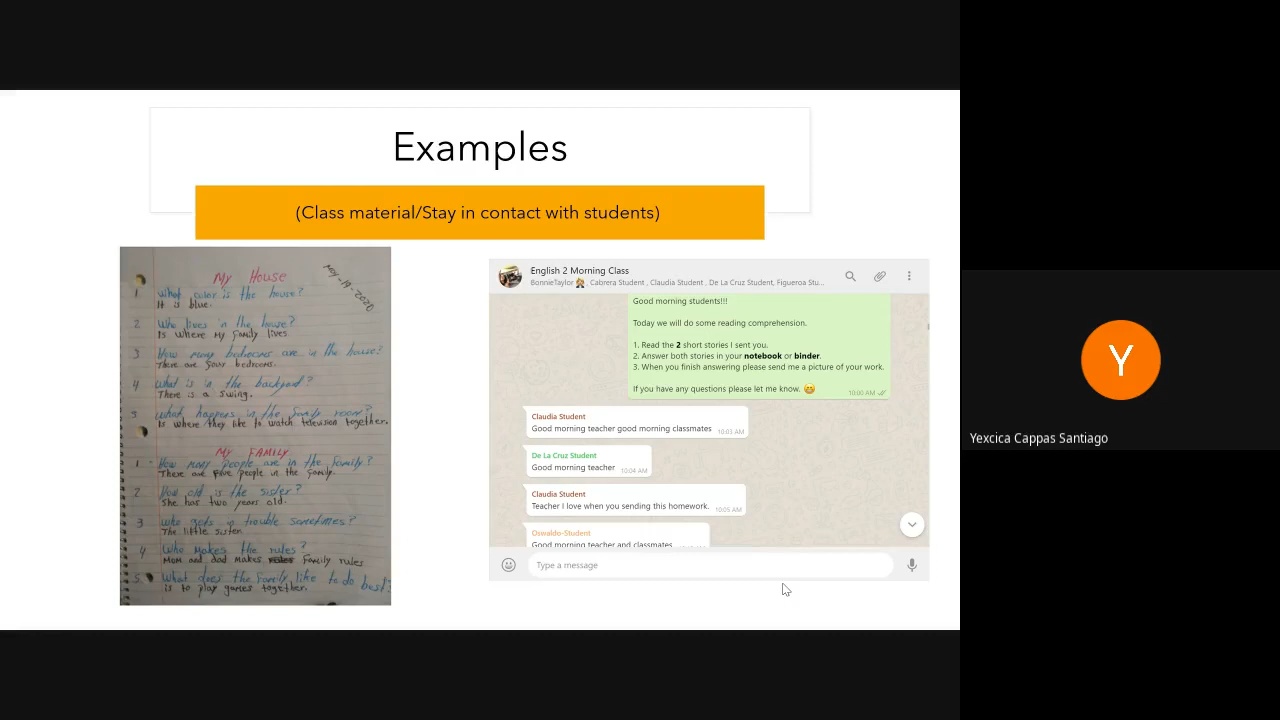 Examples
(Class material/Stay in contact with students)
My House
Nov-19-2020
1 What color is the house?
It is blue.
2 Who lives in the house?
Is where My family lives.
3 How many bedrooms are in the house?
There are four bedrooms.
4 What is in the backyard?
There is a swing.
5 What happens in the family room?
Is where they like to watch television together.
My FAMILY
1 - How many people are in the family?
There are five people in the family.
2 How old is the sister?
She has two years old.
3 who gets in trouble sometimes?
The little sister
4 Who makes the rules?
Mom and dad makes rules family rules
5. What does the family like to do best?
is to play games together.
English 2 Morning Class
BonnieTaylor 👩‍🏫, Cabrera Student, Claudia Student, De La Cruz Student, Figueroa Stu...
Good morning students!!!
Today we will do some reading comprehension.
1. Read the 2 short stories I sent you.
2. Answer both stories in your notebook or binder.
3. When you finish answering please send me a picture of your work.
If you have any questions please let me know. 😁 10:00 AM
Claudia Student
Good morning teacher good morning classmates 10:03 AM
De La Cruz Student
Good morning teacher 10:04 AM
Claudia Student
Teacher I love when you sending this homework. 10:05 AM
Oswaldo-Student
Good morning teacher and classmates
Type a message
Y
Yexcica Cappas Santiago